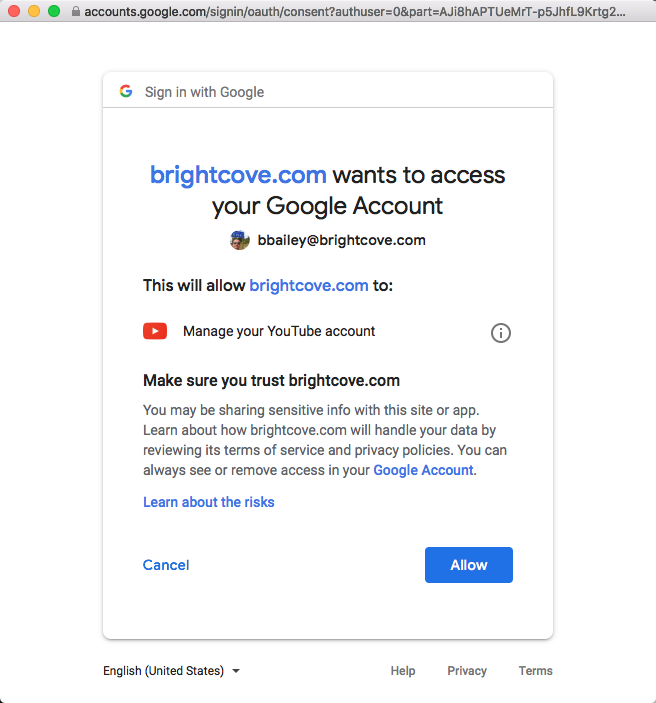 accounts.google.com/signin/oauth/consent?authuser=0&part=AJi8hAPTUeMrT-p5JhfL9Krtg2...
Sign in with Google
brightcove.com wants to access
your Google Account
bbailey@brightcove.com
This will allow brightcove.com to:
Manage your YouTube account
Make sure you trust brightcove.com
You may be sharing sensitive info with this site or app.
Learn about how brightcove.com will handle your data by
reviewing its terms of service and privacy policies. You can
always see or remove access in your Google Account.
Learn about the risks
Cancel Allow
English (United States) Help Privacy Terms